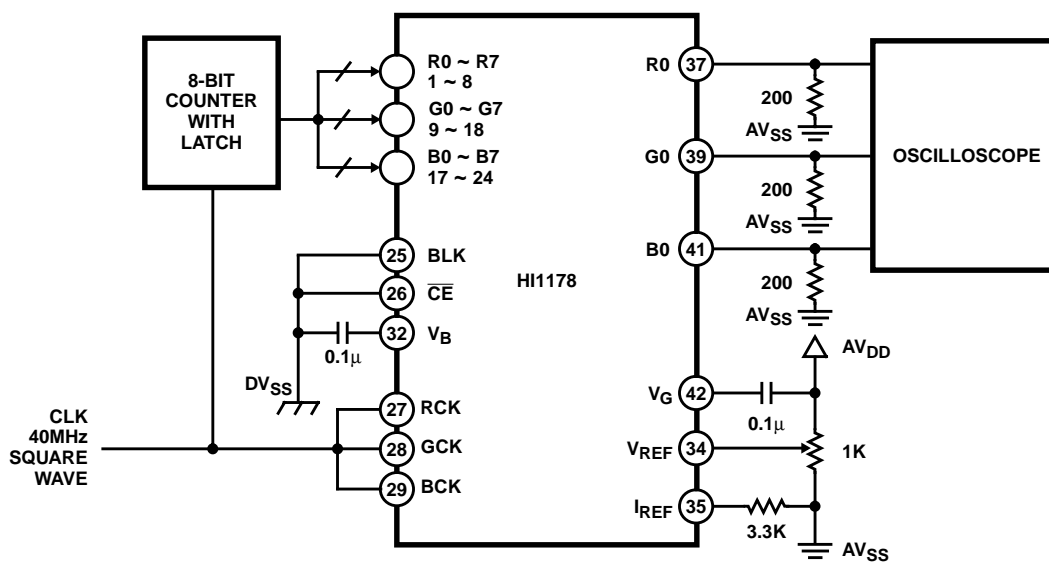 8-BIT
COUNTER
WITH
LATCH
R0 ~ R7
1 ~ 8
G0 ~ G7
9 ~ 18
B0 ~ B7
17 ~ 24
25 BLK
26 CE
32 VB
0.1µ
DVSS
27 RCK
28 GCK
29 BCK
CLK
40MHz
SQUARE
WAVE
HI1178
R0 37
200
AVSS
G0 39
200
AVSS
B0 41
200
AVSS
OSCILLOSCOPE
AVDD
VG 42
0.1µ
VREF 34
1K
IREF 35
3.3K
AVSS